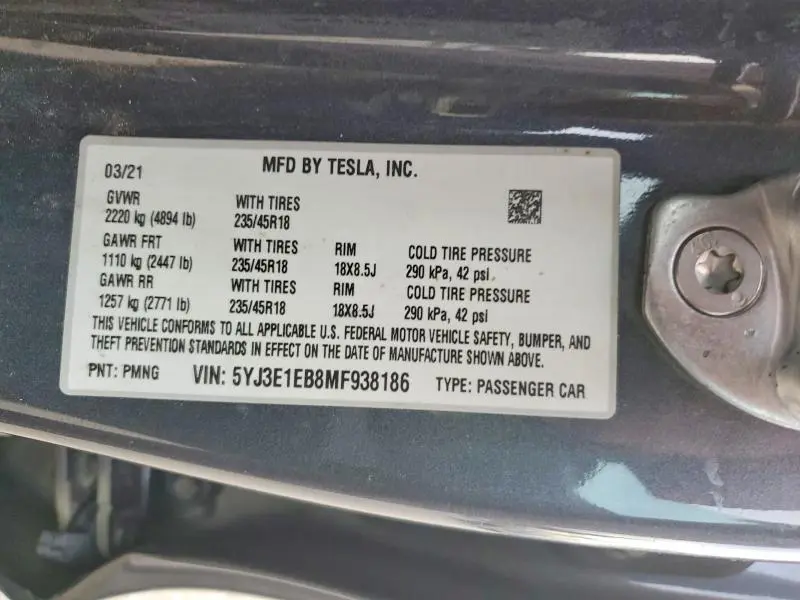 03/21 MFD BY TESLA, INC.
GVWR WITH TIRES
2220 kg (4894 lb) 235/45R18
GAWR FRT WITH TIRES RIM COLD TIRE PRESSURE
1110 kg (2447 lb) 235/45R18 18X8.5J 290 kPa, 42 psi
GAWR RR WITH TIRES RIM COLD TIRE PRESSURE
1257 kg (2771 lb) 235/45R18 18X8.5J 290 kPa, 42 psi
THIS VEHICLE CONFORMS TO ALL APPLICABLE U.S. FEDERAL MOTOR VEHICLE SAFETY, BUMPER, AND
THEFT PREVENTION STANDARDS IN EFFECT ON THE DATE OF MANUFACTURE SHOWN ABOVE.
PNT: PMNG VIN: 5YJ3E1EB8MF938186 TYPE: PASSENGER CAR